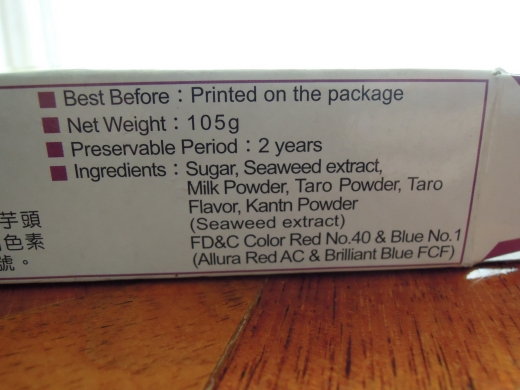 Best Before : Printed on the package
Net Weight : 105g
Preservable Period : 2 years
Ingredients : Sugar, Seaweed extract,
Milk Powder, Taro Powder, Taro
Flavor, Kantn Powder
(Seaweed extract)
FD&C Color Red No.40 & Blue No.1
(Allura Red AC & Brilliant Blue FCF)
芋頭
色素
號。